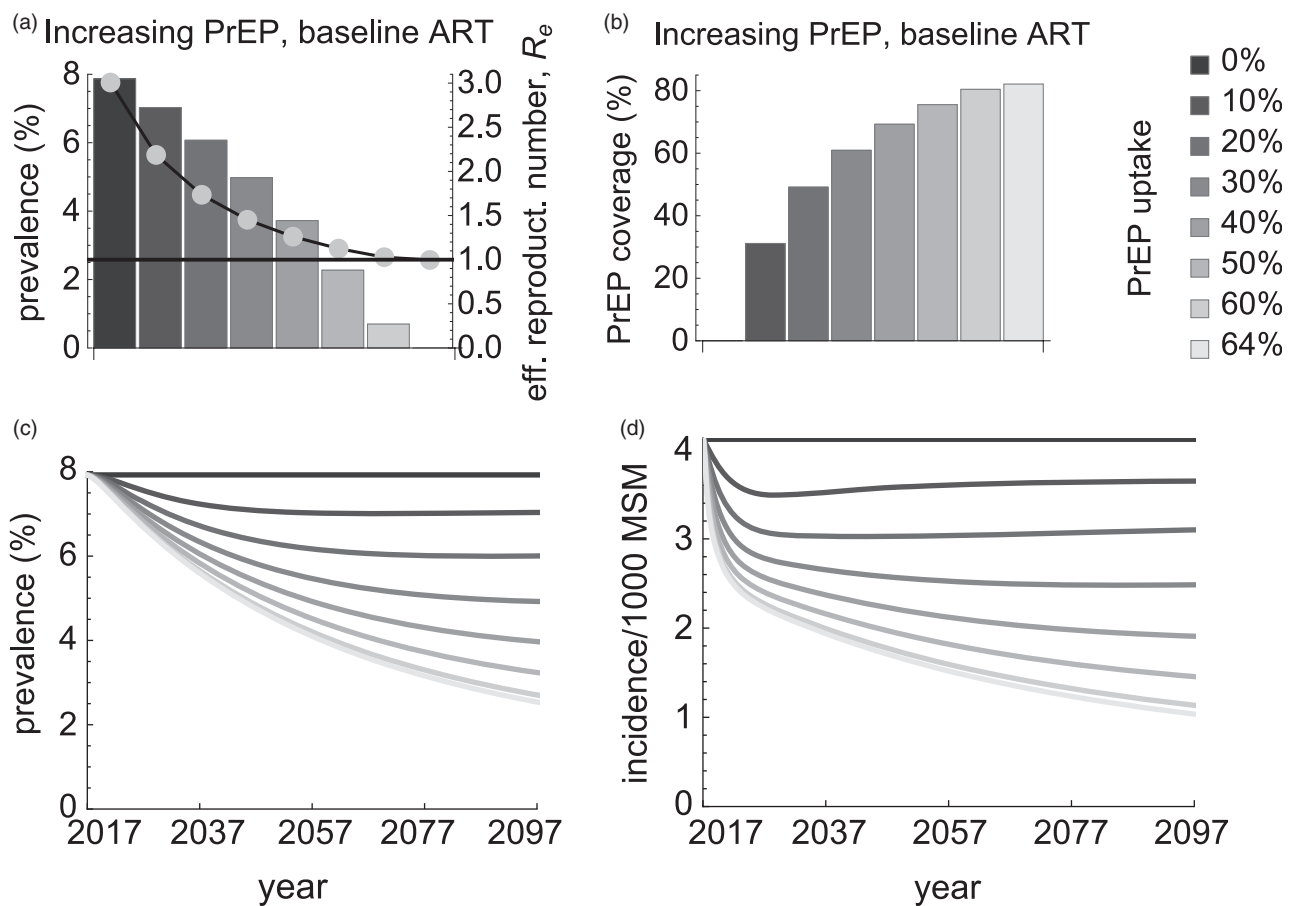 (a) Increasing PrEP, baseline ART
prevalence (%)
8
6
4
2
0
3.0
2.5
2.0
1.5
1.0
0.5
0.0
eff. reproduct. number, Re
(b) Increasing PrEP, baseline ART
PrEP coverage (%)
80
60
40
20
0
PrEP uptake
0%
10%
20%
30%
40%
50%
60%
64%
(c)
prevalence (%)
8
6
4
2
0
2017 2037 2057 2077 2097
year
(d)
incidence/1000 MSM
4
3
2
1
0
2017 2037 2057 2077 2097
year